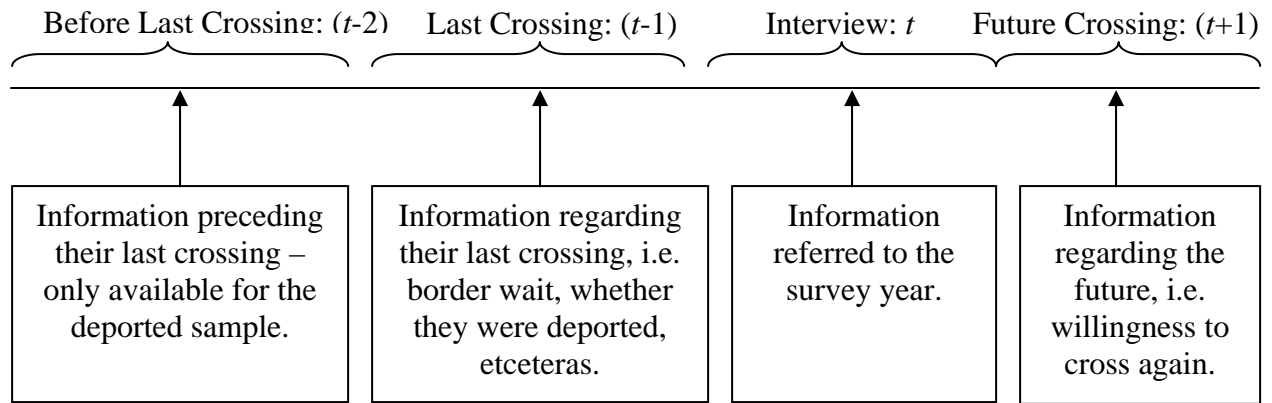 Before Last Crossing: (t-2)
Last Crossing: (t-1)
Interview: t
Future Crossing: (t+1)
Information preceding
their last crossing –
only available for the
deported sample.
Information regarding
their last crossing, i.e.
border wait, whether
they were deported,
etceteras.
Information
referred to the
survey year.
Information
regarding the
future, i.e.
willingness to
cross again.